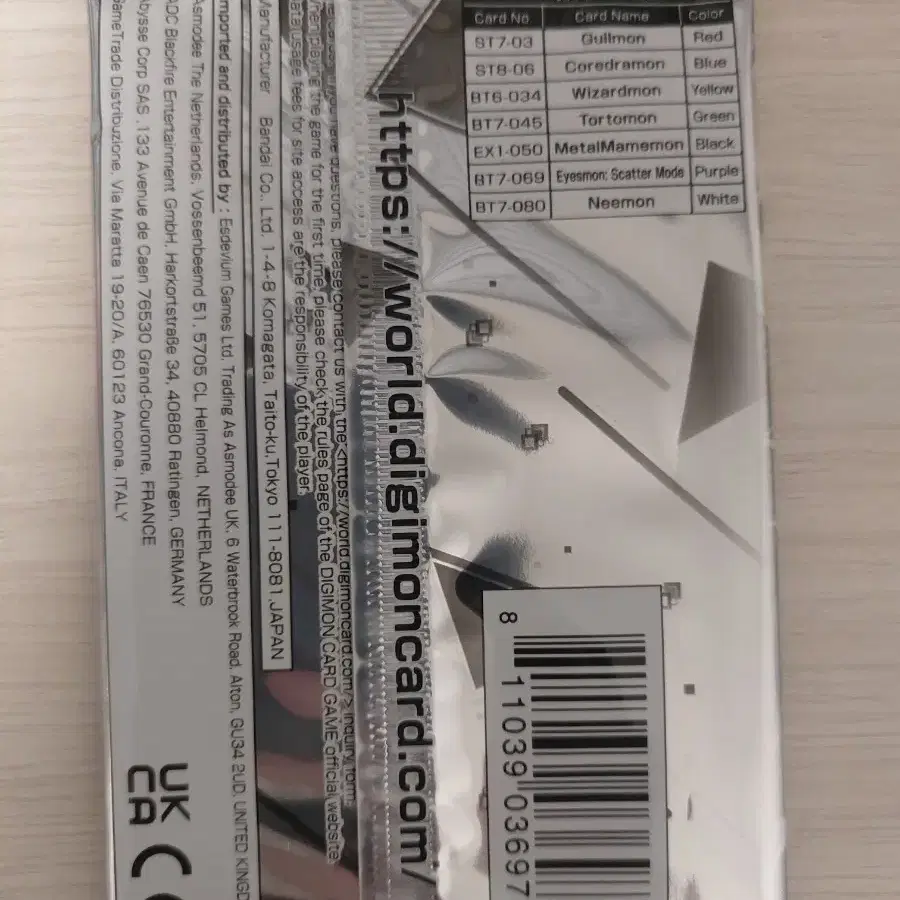 Card No Card Name Color
ST7-03 Guilmon Red
ST8-06 Coredramon Blue
BT6-034 Wizardmon Yellow
BT7-045 Tortomon Green
EX1-050 MetalMamemon Black
BT7-069 Eyesmon: Scatter Mode Purple
BT7-080 Neemon White
https://world.digimoncard.com/
have questions, please contact us with the <https://world.digimoncard.com/> inquiry form.
When playing the game for the first time, please check the rules page of the DIGIMON CARD GAME official website.
Data usage fees for site access are the responsibility of the player.
Manufacturer Bandai Co., Ltd. 1-4-8 Komagata, Taito-ku, Tokyo 111-8081, JAPAN
Imported and distributed by : Esdevium Games Ltd. Trading As Asmodee UK, 6 Waterbrook Road, Alton, GU34 2UD, UNITED KINGD
Asmodee The Netherlands, Vossenbeemd 51, 5705 CL Helmond, NETHERLANDS
ADC Blackfire Entertainment GmbH, Harkortstraße 34, 40880 Ratingen, GERMANY
Abysse Corp SAS , 133 Avenue de Caen 76530 Grand-Couronne, FRANCE
GameTrade Distribuzione, Via Maratta 19-20/A, 60123 Ancona, ITALY
UK
CA
8 11039 03697